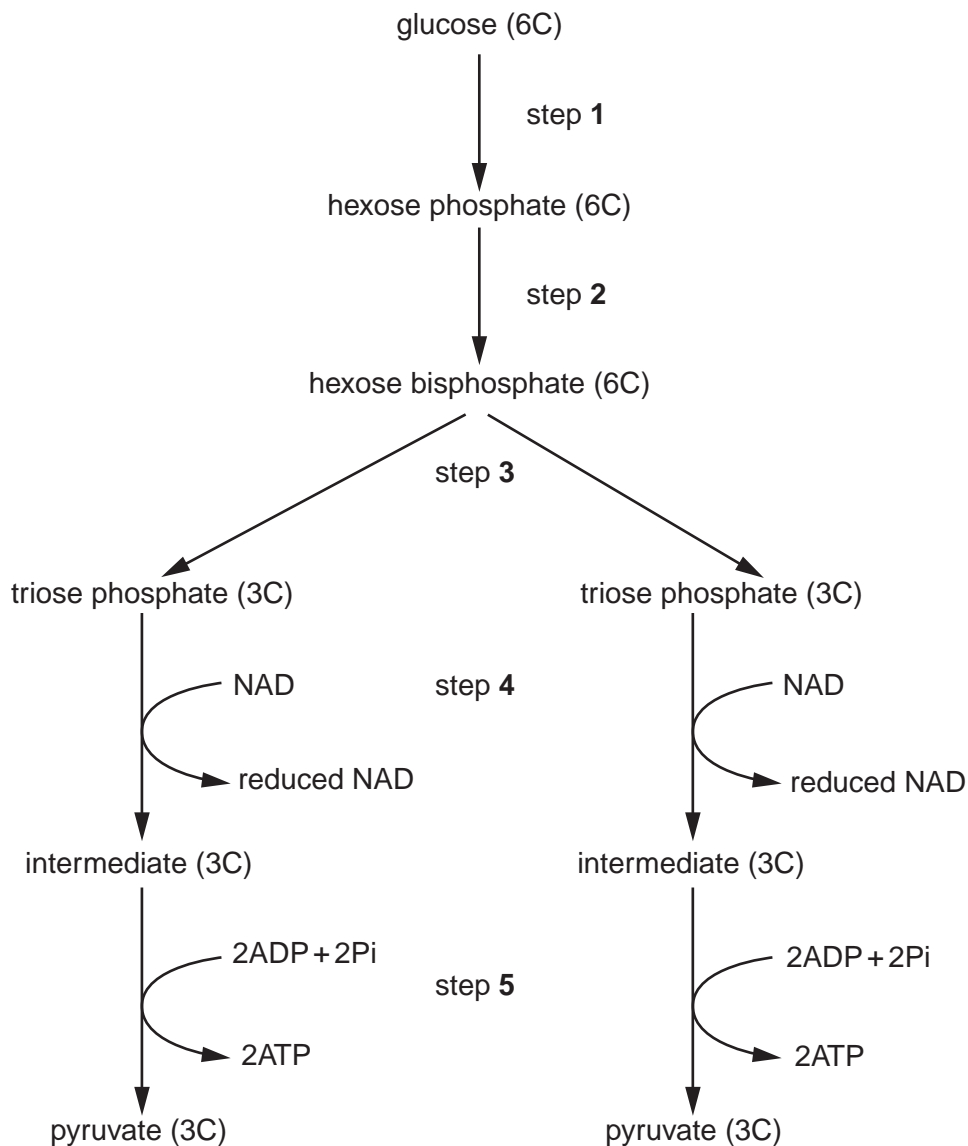 glucose (6C)
step 1
hexose phosphate (6C)
step 2
hexose bisphosphate (6C)
step 3
triose phosphate (3C) triose phosphate (3C)
NAD step 4 NAD
reduced NAD reduced NAD
intermediate (3C) intermediate (3C)
2ADP + 2Pi 2ADP + 2Pi
step 5
2ATP 2ATP
pyruvate (3C) pyruvate (3C)